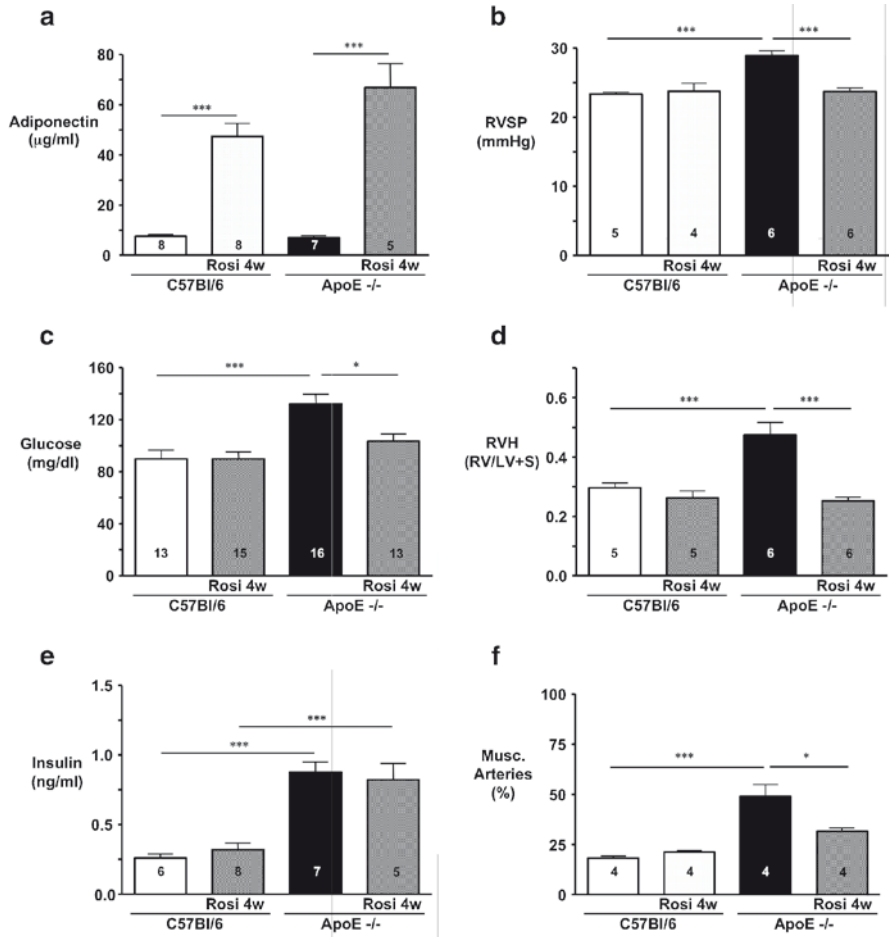 a
Adiponectin
(µg/ml)
80
60
40
20
0
***
***
8
8
7
5
Rosi 4w
Rosi 4w
C57Bl/6
ApoE -/-
b
RVSP
(mmHg)
30
20
10
0
***
***
5
4
6
6
Rosi 4w
Rosi 4w
C57Bl/6
ApoE -/-
c
Glucose
(mg/dl)
160
120
80
40
0
***
*
13
15
16
13
Rosi 4w
Rosi 4w
C57Bl/6
ApoE -/-
d
RVH
(RV/LV+S)
0.6
0.4
0.2
0.0
***
***
5
5
6
6
Rosi 4w
Rosi 4w
C57Bl/6
ApoE -/-
e
Insulin
(ng/ml)
1.5
1.0
0.5
0.0
***
***
6
8
7
5
Rosi 4w
Rosi 4w
C57Bl/6
ApoE -/-
f
Musc.
Arteries
(%)
100
75
50
25
0
***
*
4
4
4
4
Rosi 4w
Rosi 4w
C57Bl/6
ApoE -/-